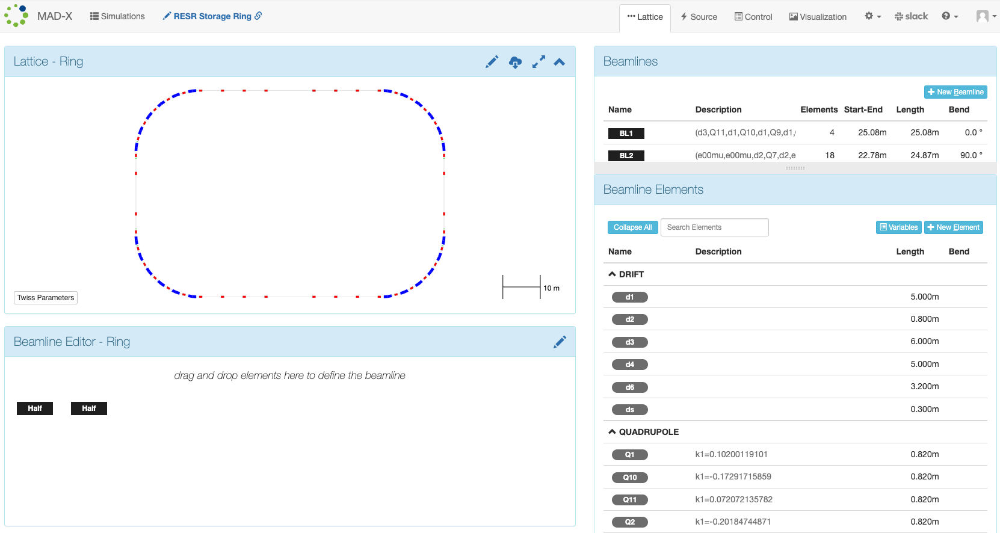 MAD-X Simulations RESR Storage Ring Lattice Source Control Visualization slack
Lattice - Ring
10 m
Twiss Parameters
Beamline Editor - Ring
drag and drop elements here to define the beamline
Half Half
Beamlines
New Beamline
Name Description Elements Start-End Length Bend
BL1 (d3,Q11,d1,Q10,d1,Q9,d1, 4 25.08m 25.08m 0.0 °
BL2 (e00mu,e00mu,d2,Q7,d2,e 18 22.78m 24.87m 90.0 °
Beamline Elements
Collapse All Search Elements Variables New Element
Name Description Length Bend
DRIFT
d1 5.000m
d2 0.800m
d3 6.000m
d4 5.000m
d6 3.200m
ds 0.300m
QUADRUPOLE
Q1 k1=0.10200119101 0.820m
Q10 k1=-0.17291715859 0.820m
Q11 k1=0.072072135782 0.820m
Q2 k1=-0.20184744871 0.820m